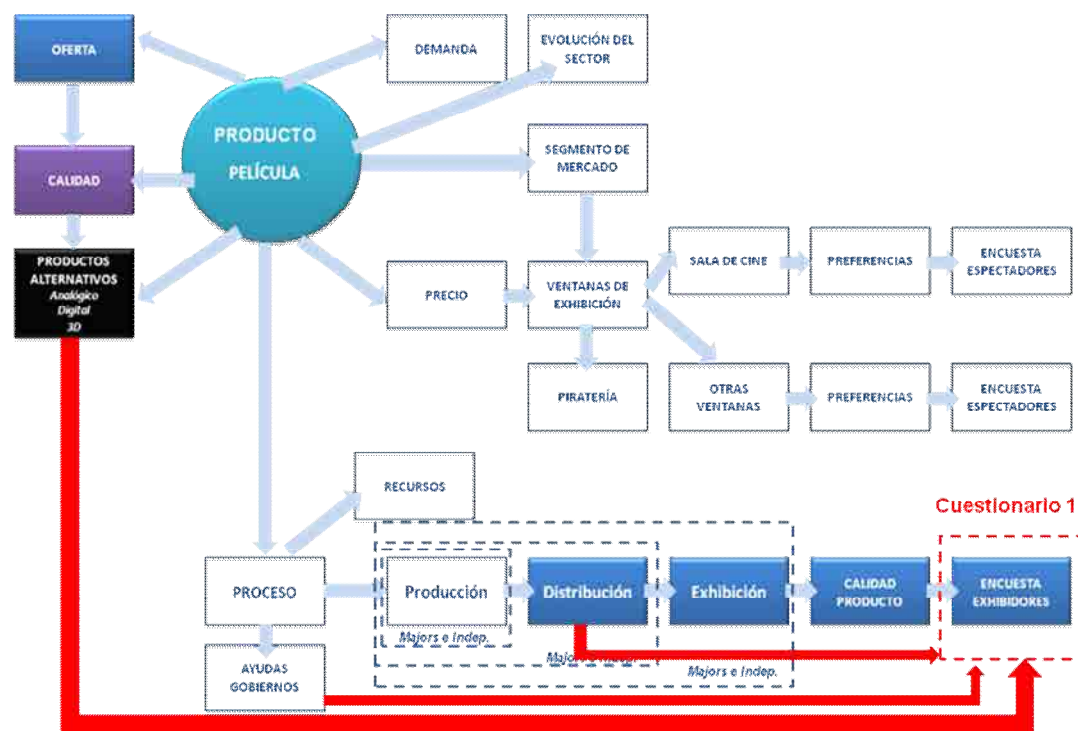 OFERTA
DEMANDA
EVOLUCIÓN DEL
SECTOR
PRODUCTO
PELÍCULA
CALIDAD
SEGMENTO DE
MERCADO
PRODUCTOS
ALTERNATIVOS
Analógico
Digital
3D
PRECIO
VENTANAS DE
EXHIBICIÓN
SALA DE CINE
PREFERENCIAS
ENCUESTA
ESPECTADORES
PIRATERÍA
OTRAS
VENTANAS
PREFERENCIAS
ENCUESTA
ESPECTADORES
RECURSOS
Cuestionario 1
PROCESO
Producción
Distribución
Exhibición
CALIDAD
PRODUCTO
ENCUESTA
EXHIBIDORES
Majors e Indep.
Majors e Indep.
Majors e Indep.
AYUDAS
GOBIERNOS